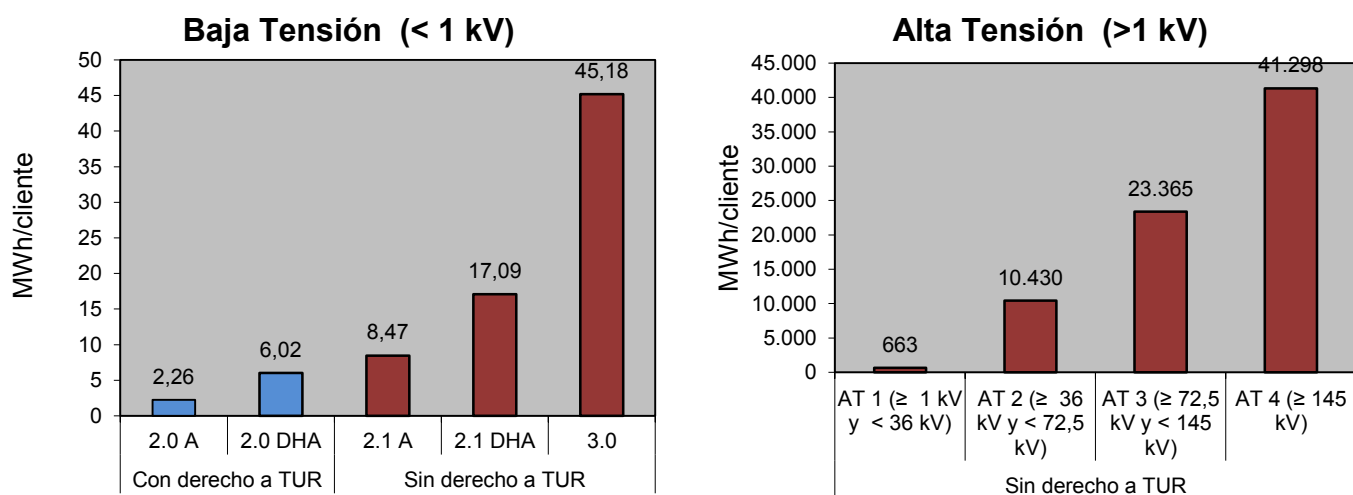 Baja Tensión (< 1 kV)
MWh/cliente
50
45
40
35
30
25
20
15
10
5
0
2,26
6,02
8,47
17,09
45,18
2.0 A
2.0 DHA
2.1 A
2.1 DHA
3.0
Con derecho a TUR
Sin derecho a TUR
Alta Tensión (>1 kV)
MWh/cliente
45.000
40.000
35.000
30.000
25.000
20.000
15.000
10.000
5.000
0
663
10.430
23.365
41.298
AT 1 (≥ 1 kV
y < 36 kV)
AT 2 (≥ 36
kV y < 72,5
kV)
AT 3 (≥ 72,5
kV y < 145
kV)
AT 4 (≥ 145
kV)
Sin derecho a TUR